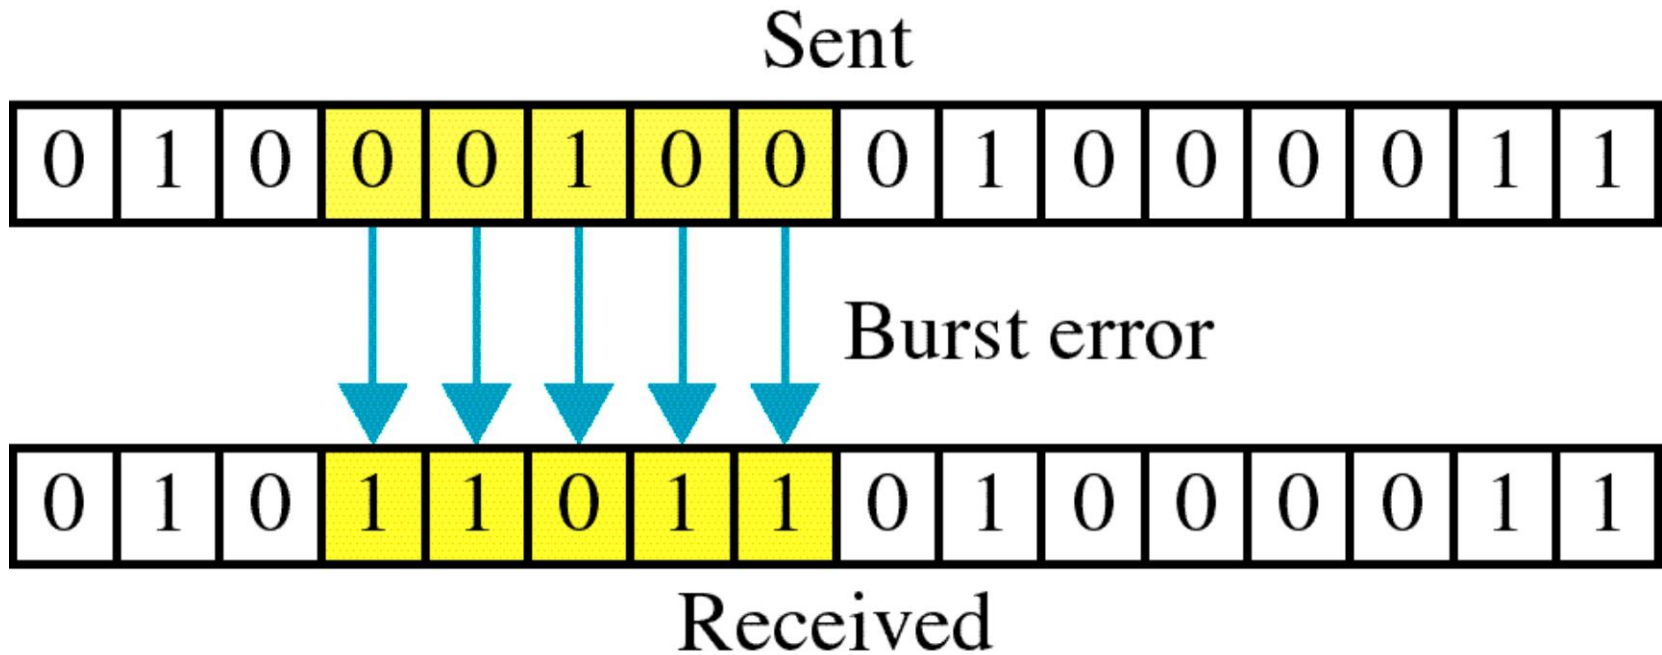 Sent
0 1 0 0 0 1 0 0 0 1 0 0 0 0 1 1
Burst error
0 1 0 1 1 0 1 1 0 1 0 0 0 0 1 1
Received